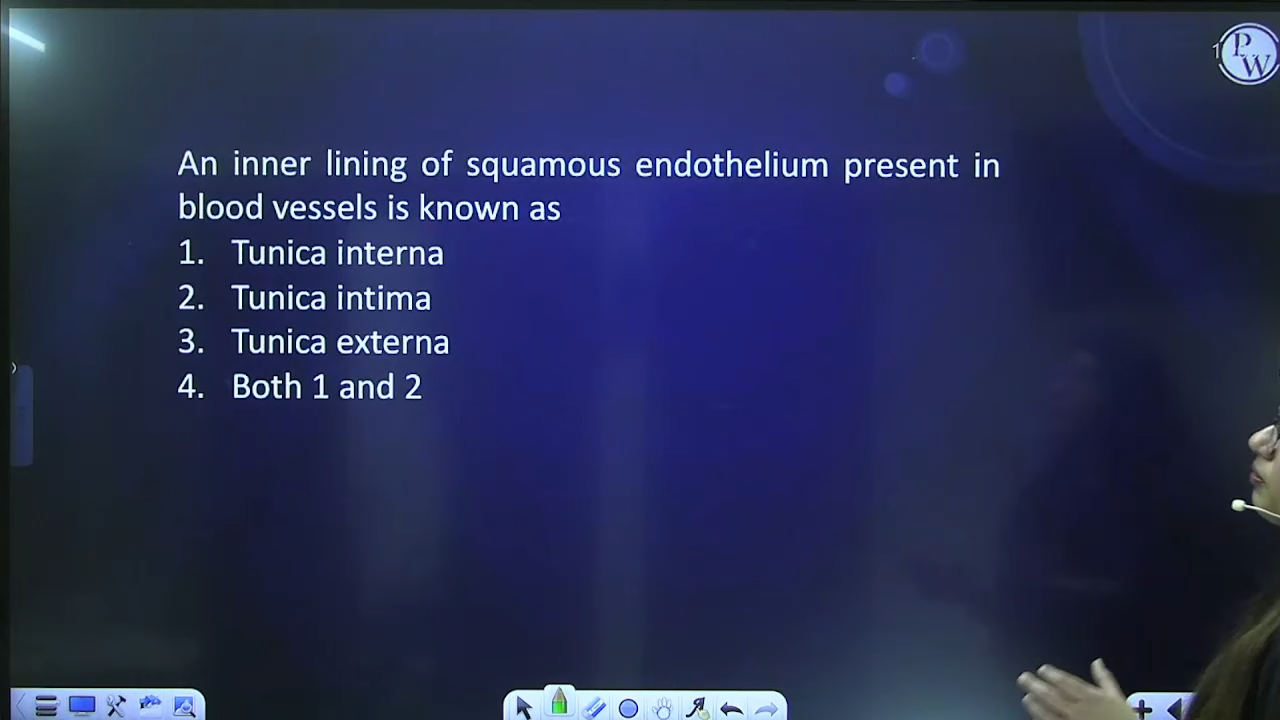 PW
An inner lining of squamous endothelium present in
blood vessels is known as
1. Tunica interna
2. Tunica intima
3. Tunica externa
4. Both 1 and 2